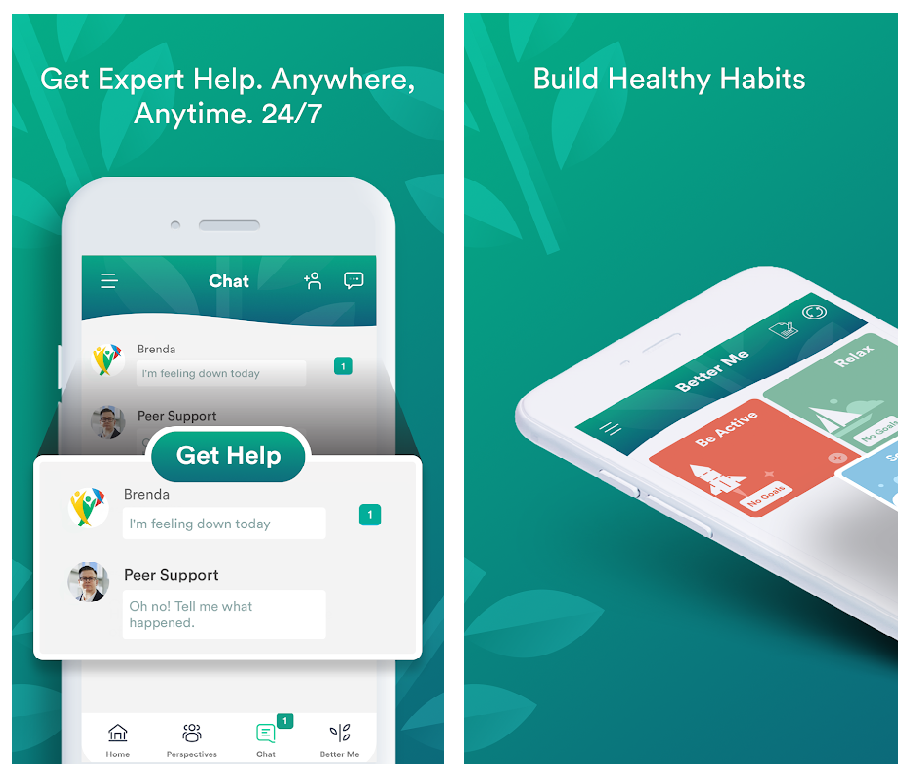 Get Expert Help. Anywhere,
Anytime. 24/7
Chat
Brenda
I'm feeling down today
1
Peer Support
Get Help
Brenda
I'm feeling down today
1
Peer Support
Oh no! Tell me what
happened.
1
Home
Perspectives
Chat
Better Me
Build Healthy Habits
Better Me
Relax
No Goals
Be Active
No Goals